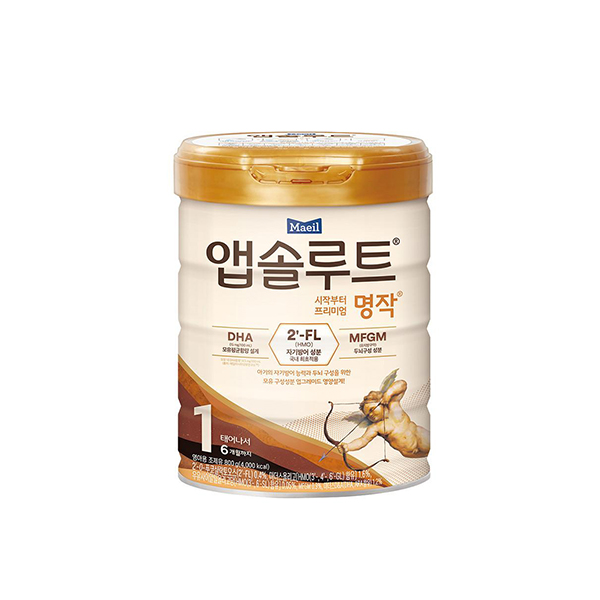 Maeil
앱솔루트®
시작부터
프리미엄 명작®
DHA
모유평균함량 설계
2'-FL
(HMO)
자기방어 성분
국내 최초적용
MFGM
두뇌구성 성분
아기의 자기방어 능력과 두뇌 구성을 위한
모유 구성성분 업그레이드 영양설계!
1 태어나서
6개월까지
영아용 조제유 800g(4,000 kcal)